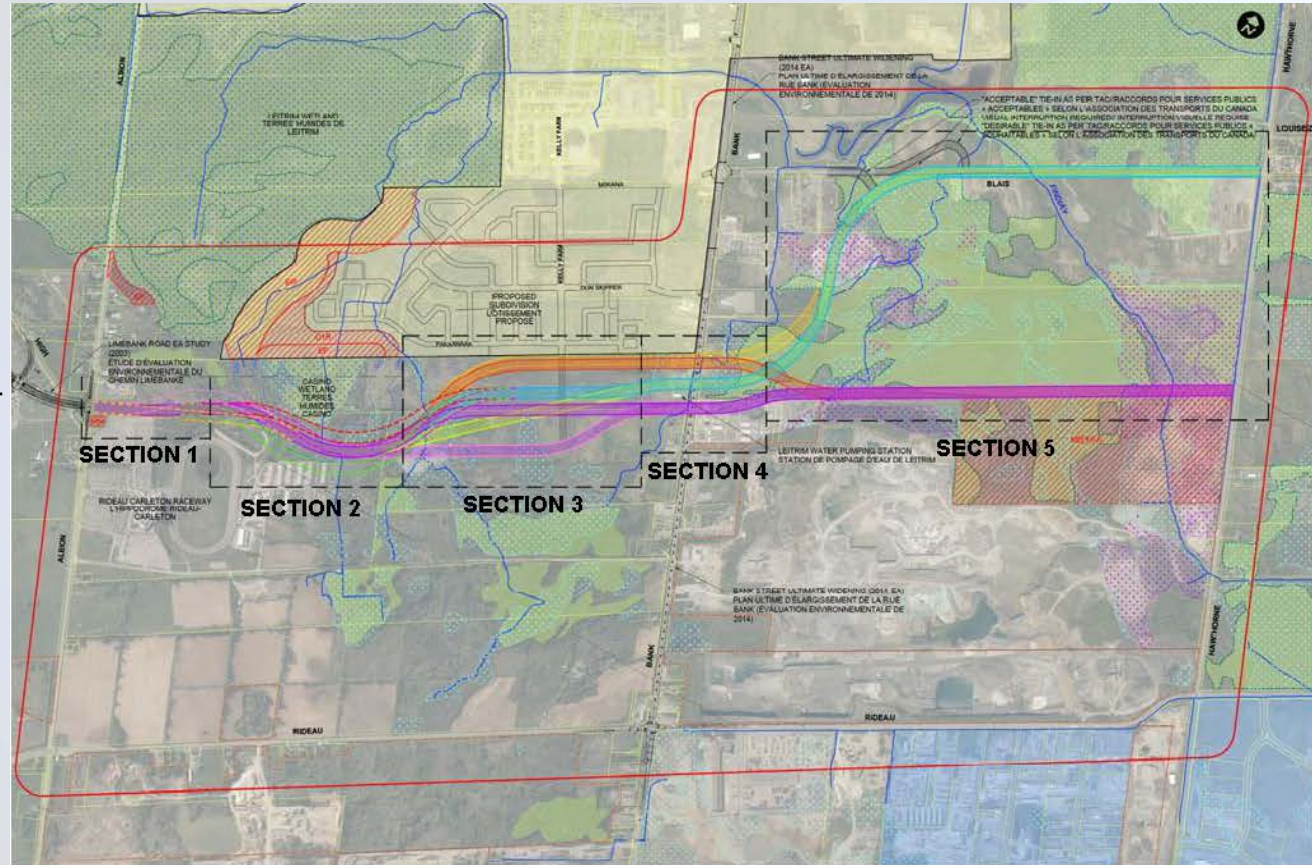 ALBION
LEITRIM WETLAND
TERRES HUMIDES DE
LEITRIM
KELLY FARM
MIKANA
KELLY FARM
DUN SKIPPER
PROPOSED
SUBDIVISION
LOTISSEMENT
PROPOSÉ
BANK
BANK STREET ULTIMATE WIDENING
(2014 EA)
PLAN ULTIME D'ÉLARGISSEMENT DE LA
RUE BANK (ÉVALUATION
ENVIRONNEMENTALE DE 2014)
HAWTHORNE
"ACCEPTABLE" TIE-IN AS PER TAC/RACCORDS POUR SERVICES PUBLICS
« ACCEPTABLES » SELON L'ASSOCIATION DES TRANSPORTS DU CANADA
VISUAL INTERRUPTION REQUIRED/ INTERRUPTION VISUELLE REQUISE
"DESIRABLE" TIE-IN AS PER TAC/RACCORDS POUR SERVICES PUBLICS «
SOUHAITABLES » SELON L'ASSOCIATION DES TRANSPORTS DU CANADA
BLAIS
FINDLAY
LIMEBANK ROAD EA STUDY
(2003)
ÉTUDE D'ÉVALUATION
ENVIRONNEMENTALE DU
CHEMIN LIMEBANKE
CASINO
WETLAND
TERRES
HUMIDES
CASINO
SECTION 1
SECTION 2
SECTION 3
SECTION 4
SECTION 5
LEITRIM WATER PUMPING STATION
STATION DE POMPAGE D'EAU DE LEITRIM
RIDEAU CARLETON RACEWAY
L'HIPPODROME RIDEAU-
CARLETON
ALBION
BANK STREET ULTIMATE WIDENING (2014 EA)
PLAN ULTIME D'ÉLARGISSEMENT DE LA RUE
BANK (ÉVALUATION ENVIRONNEMENTALE DE
2014)
BANK
HAWTHORNE
RIDEAU
RIDEAU